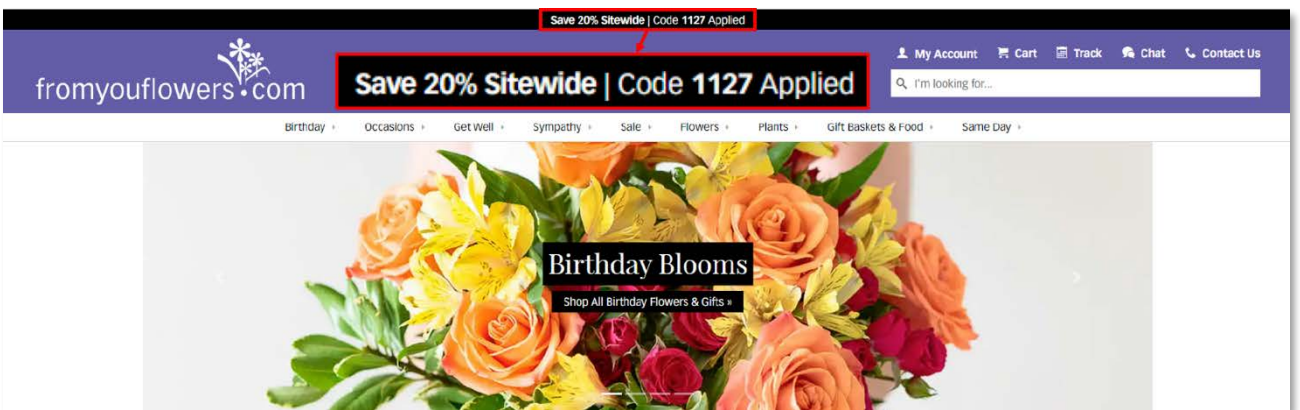 Save 20% Sitewide | Code 1127 Applied
fromyouflowers.com
Save 20% Sitewide | Code 1127 Applied
My Account Cart Track Chat Contact Us
I'm looking for...
Birthday Occasions Get Well Sympathy Sale Flowers Plants Gift Baskets & Food Same Day
Birthday Blooms
Shop All Birthday Flowers & Gifts »